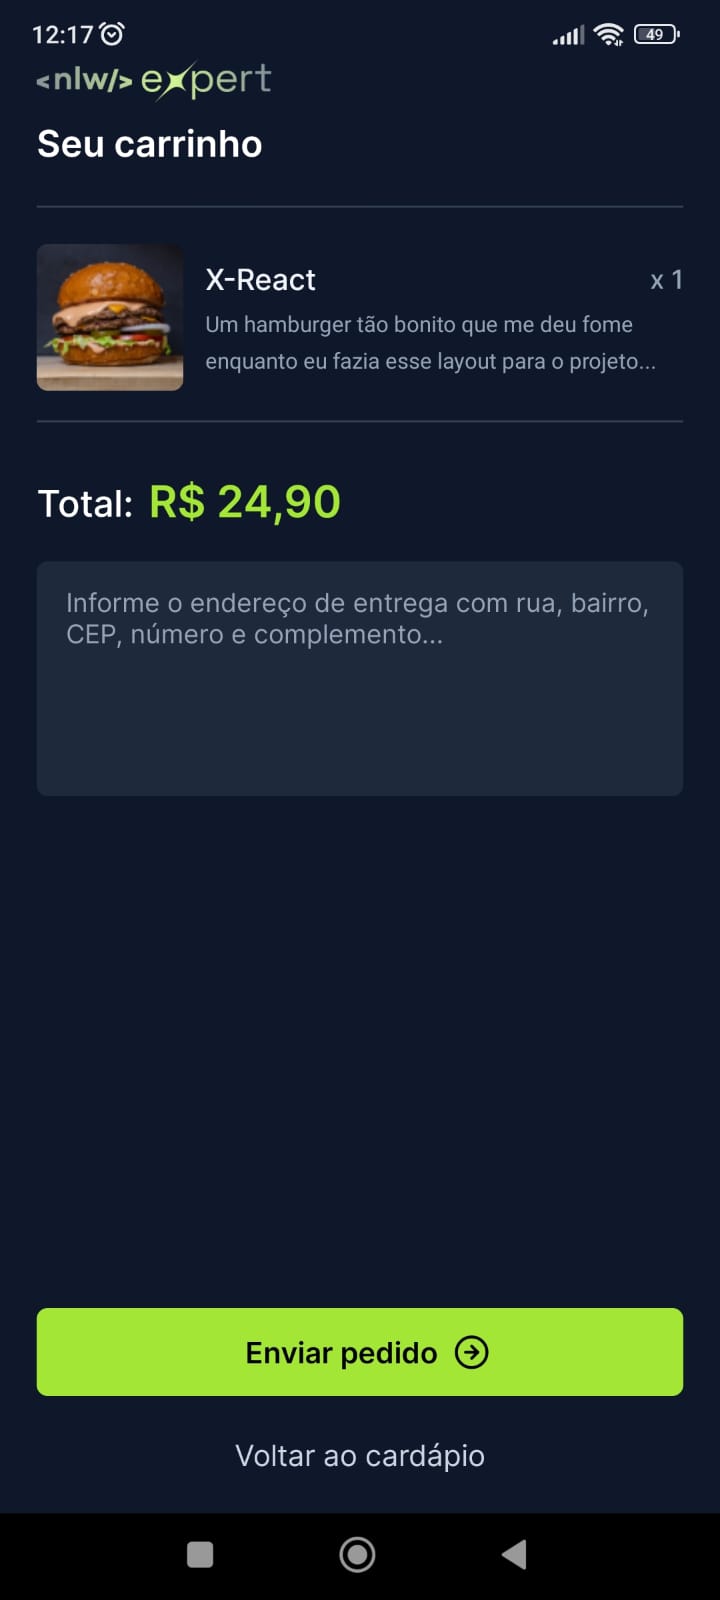 12:17
49
<nlw/> expert
Seu carrinho
X-React
x 1
Um hamburger tão bonito que me deu fome
enquanto eu fazia esse layout para o projeto...
Total: R$ 24,90
Informe o endereço de entrega com rua, bairro,
CEP, número e complemento...
Enviar pedido
Voltar ao cardápio